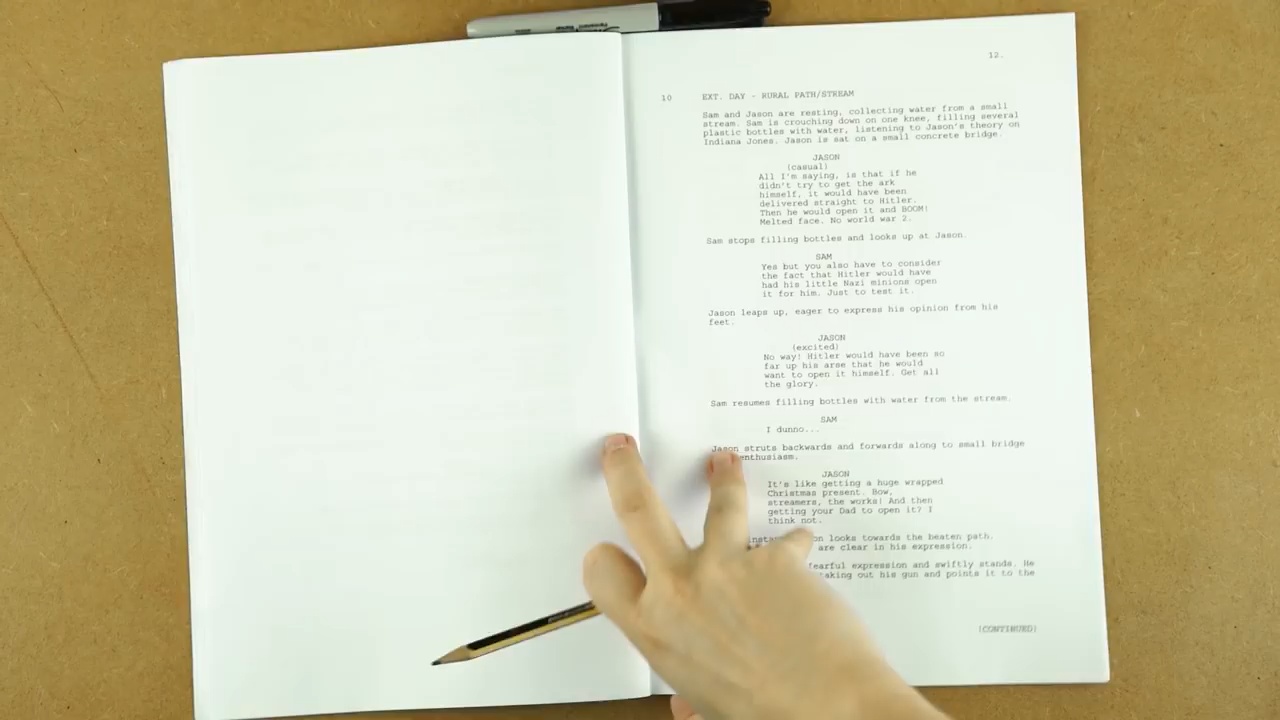 12.
10 EXT. DAY - RURAL PATH/STREAM
Sam and Jason are resting, collecting water from a small
stream. Sam is crouching down on one knee, filling several
plastic bottles with water, listening to Jason's theory on
Indiana Jones. Jason is sat on a small concrete bridge.
JASON
(casual)
All I'm saying, is that if he
didn't try to get the ark
himself, it would have been
delivered straight to Hitler.
Then he would open it and BOOM!
Melted face. No world war 2.
Sam stops filling bottles and looks up at Jason.
SAM
Yes but you also have to consider
the fact that Hitler would have
had his little Nazi minions open
it for him. Just to test it.
Jason leaps up, eager to express his opinion from his
feet.
JASON
(excited)
No way! Hitler would have been so
far up his arse that he would
want to open it himself. Get all
the glory.
Sam resumes filling bottles with water from the stream.
SAM
I dunno...
Jason struts backwards and forwards along to small bridge
enthusiasm.
JASON
It's like getting a huge wrapped
Christmas present. Bow,
streamers, the works! And then
getting your Dad to open it? I
think not.
looks towards the beaten path.
are clear in his expression.
fearful expression and swiftly stands. He
taking out his gun and points it to the
(CONTINUED)